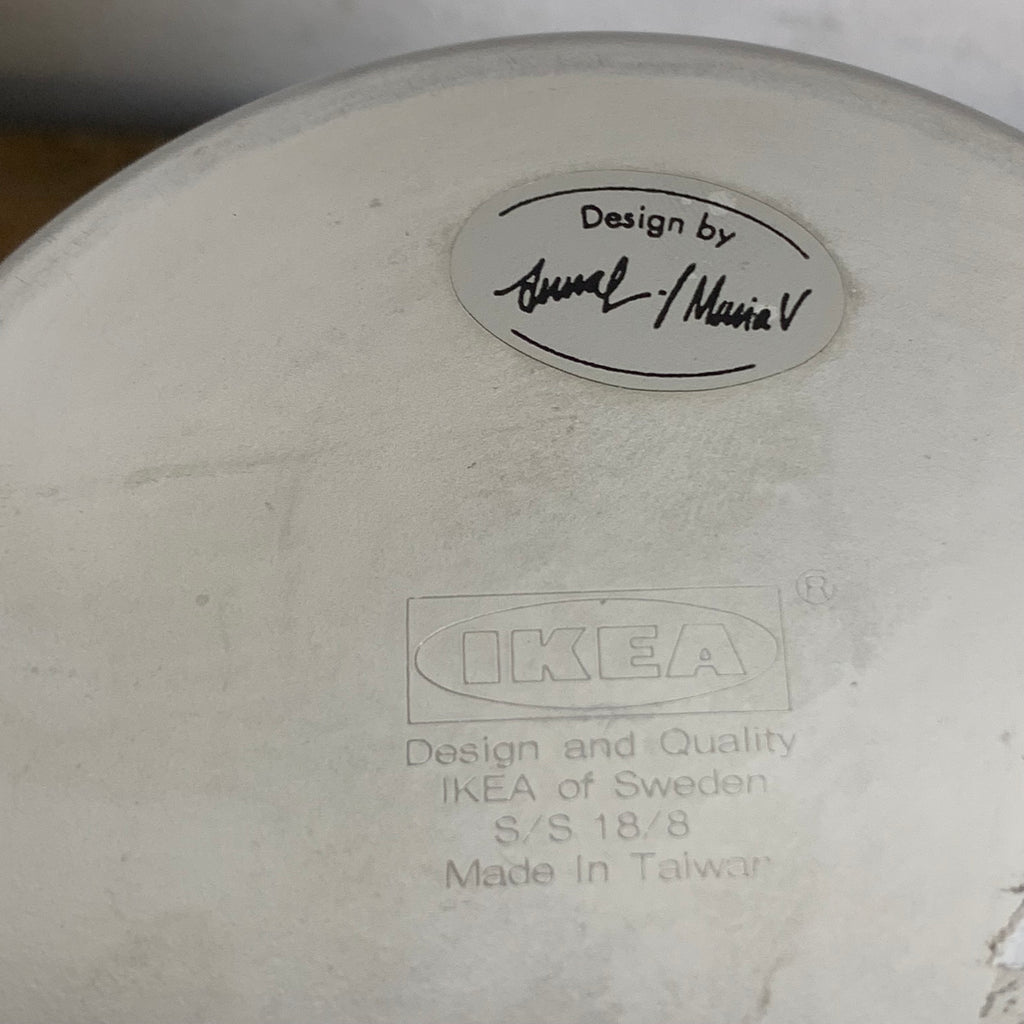 Design by
/ Maria V
IKEA ®
Design and Quality
IKEA of Sweden
S/S 18/8
Made In Taiwan